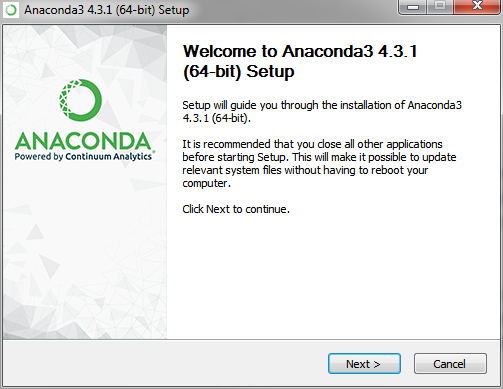 Anaconda3 4.3.1 (64-bit) Setup
Welcome to Anaconda3 4.3.1
(64-bit) Setup
Setup will guide you through the installation of Anaconda3
4.3.1 (64-bit).
It is recommended that you close all other applications
before starting Setup. This will make it possible to update
relevant system files without having to reboot your
computer.
Click Next to continue.
ANACONDA
Powered by Continuum Analytics®
Next >
Cancel